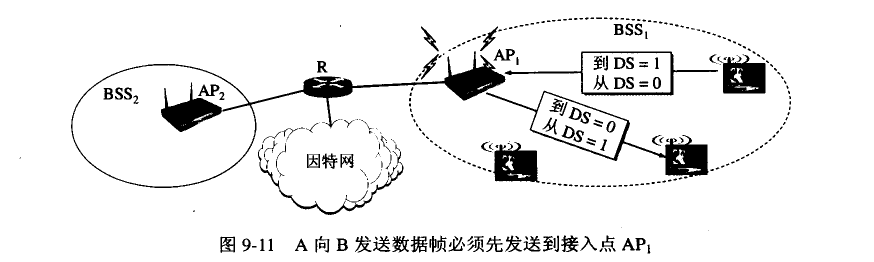 BSS₁
R
AP₁
到 DS = 1
从 DS = 0
BSS₂
AP₂
到 DS = 0
从 DS = 1
因特网
图 9-11 A 向 B 发送数据帧必须先发送到接入点 AP₁